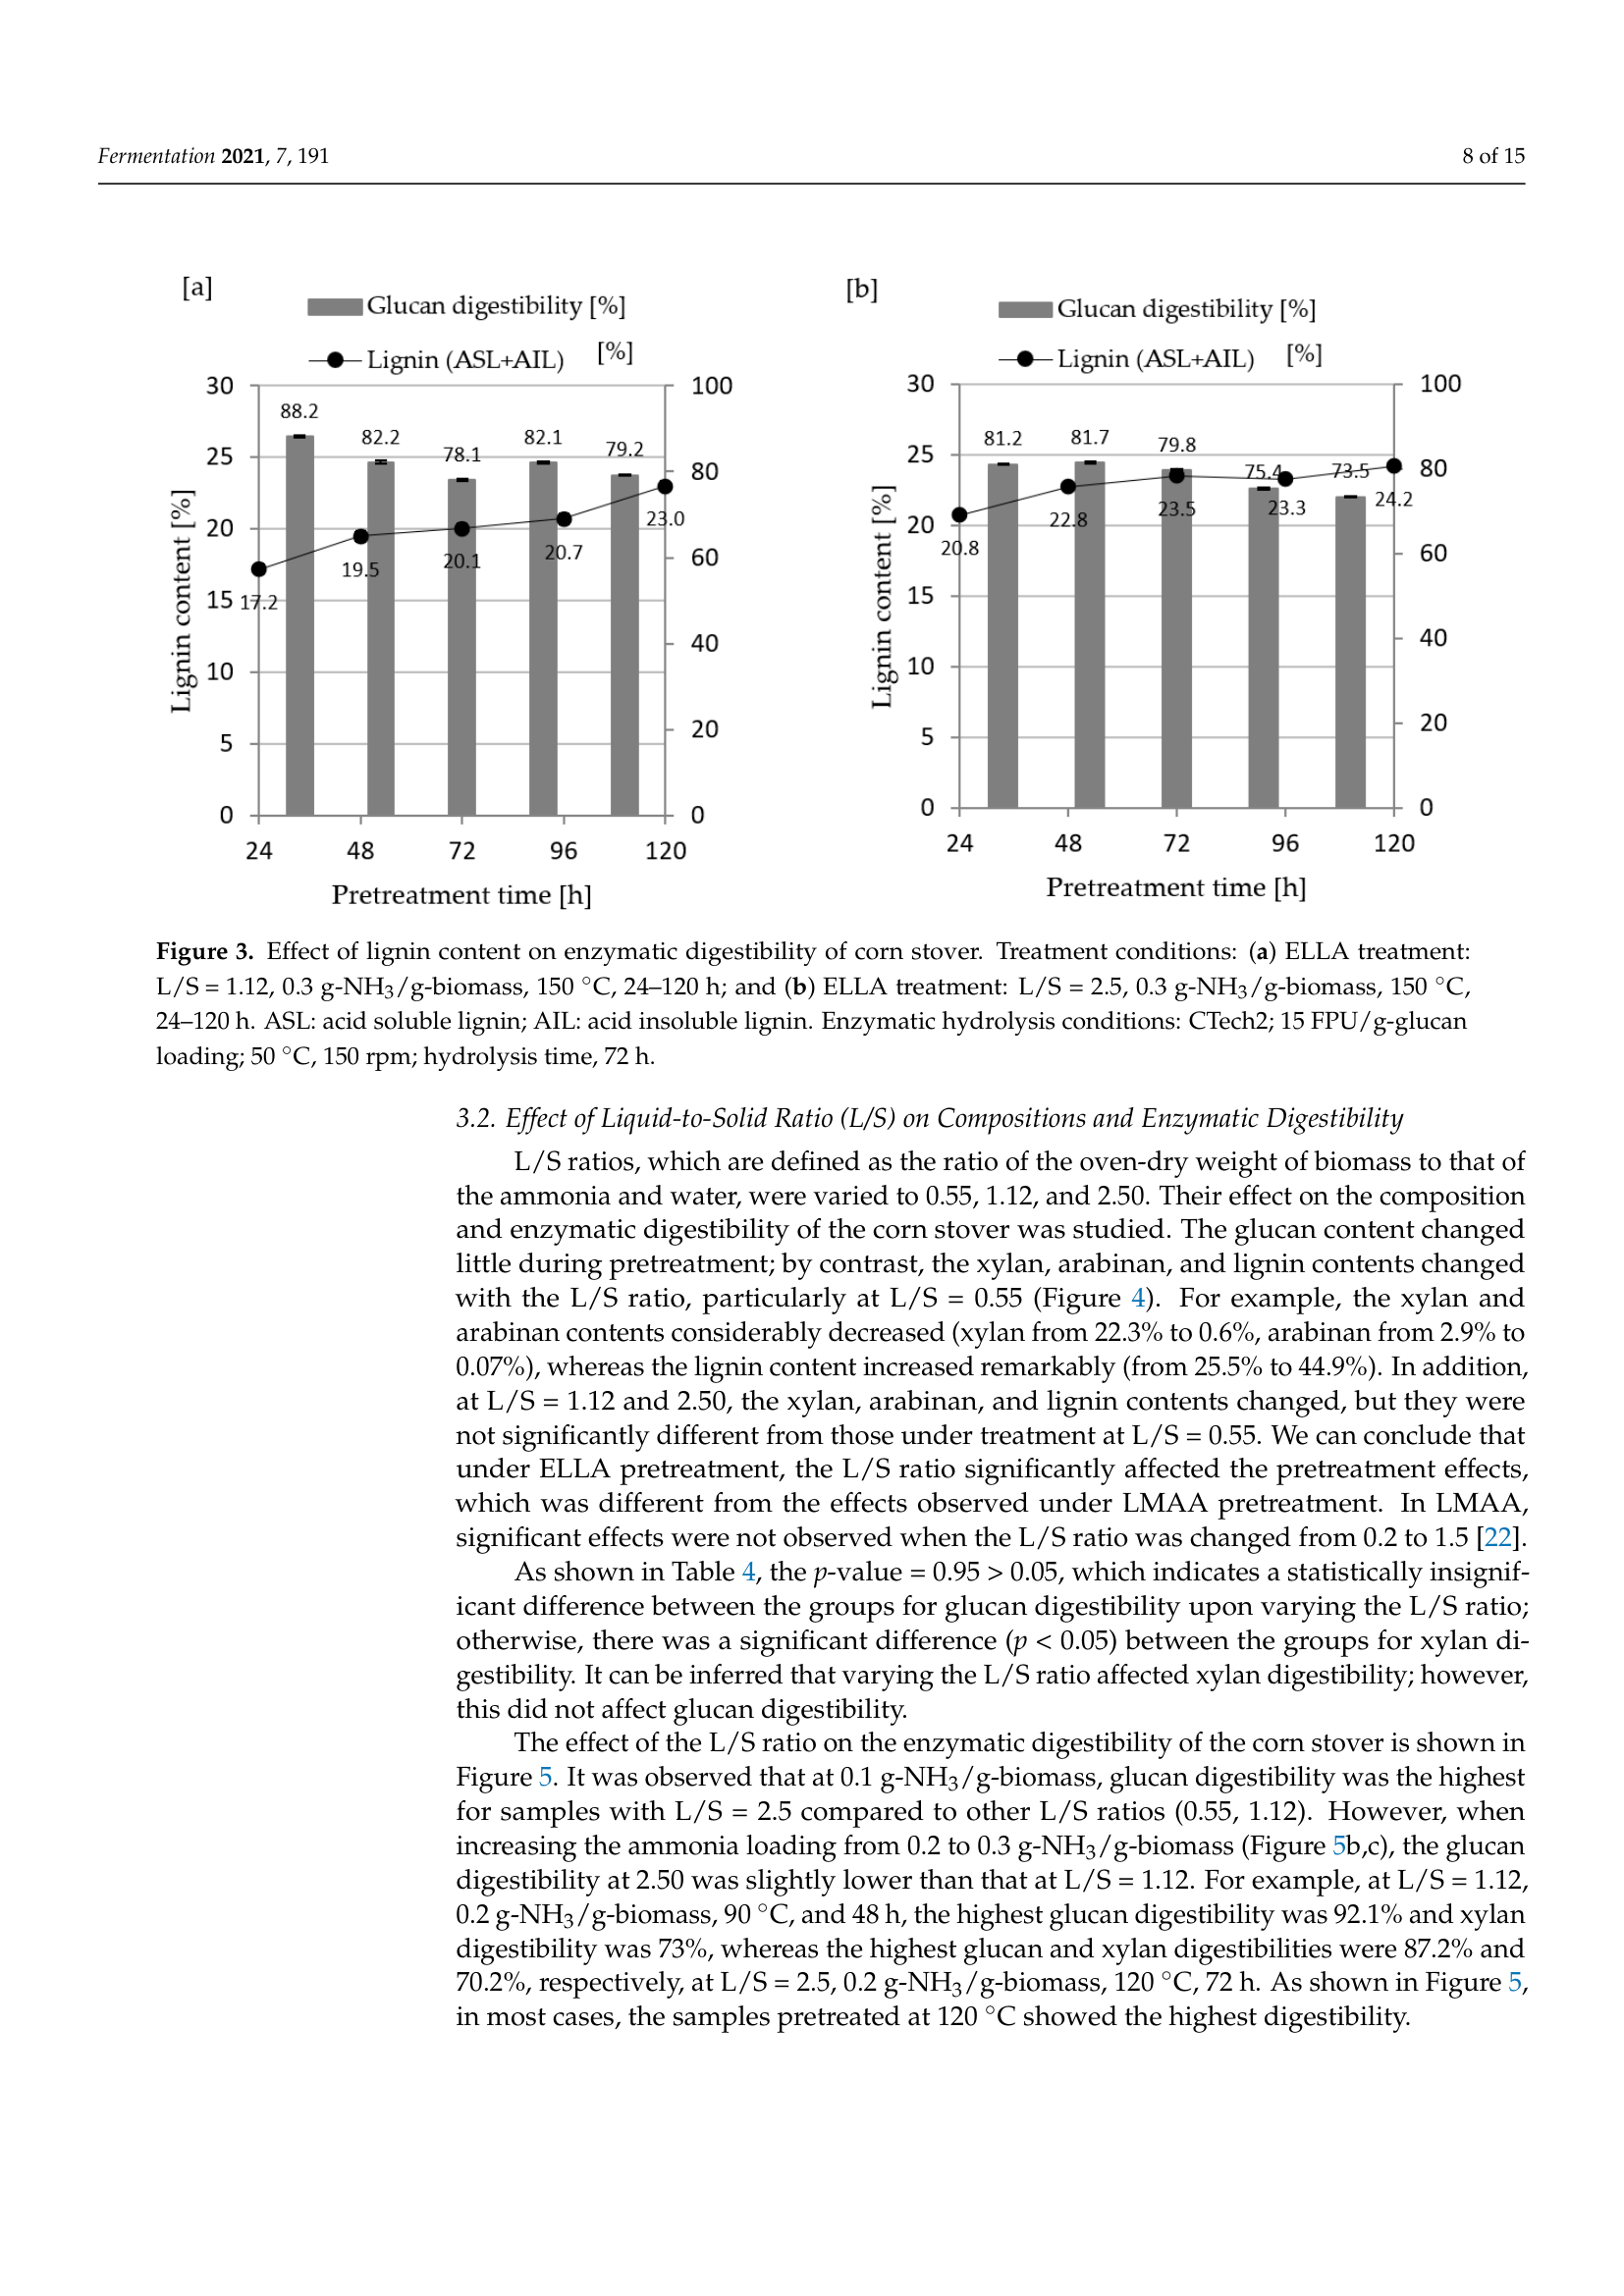 Fermentation 2021, 7, 191
8 of 15
[a]
Glucan digestibility [%]
Lignin (ASL+AIL) [%]
30
25
20
15
10
5
0
Lignin content [%]
88.2
82.2
78.1
82.1
79.2
17.2
19.5
20.1
20.7
23.0
100
80
60
40
20
0
24 48 72 96 120
Pretreatment time [h]
[b]
Glucan digestibility [%]
Lignin (ASL+AIL) [%]
30
25
20
15
10
5
0
Lignin content [%]
81.2
81.7
79.8
75.4
73.5
20.8
22.8
23.5
23.3
24.2
100
80
60
40
20
0
24 48 72 96 120
Pretreatment time [h]
Figure 3. Effect of lignin content on enzymatic digestibility of corn stover. Treatment conditions: (a) ELLA treatment:
L/S = 1.12, 0.3 g-NH3/g-biomass, 150 °C, 24–120 h; and (b) ELLA treatment: L/S = 2.5, 0.3 g-NH3/g-biomass, 150 °C,
24–120 h. ASL: acid soluble lignin; AIL: acid insoluble lignin. Enzymatic hydrolysis conditions: CTech2; 15 FPU/g-glucan
loading; 50 °C, 150 rpm; hydrolysis time, 72 h.
3.2. Effect of Liquid-to-Solid Ratio (L/S) on Compositions and Enzymatic Digestibility
L/S ratios, which are defined as the ratio of the oven-dry weight of biomass to that of
the ammonia and water, were varied to 0.55, 1.12, and 2.50. Their effect on the composition
and enzymatic digestibility of the corn stover was studied. The glucan content changed
little during pretreatment; by contrast, the xylan, arabinan, and lignin contents changed
with the L/S ratio, particularly at L/S = 0.55 (Figure 4). For example, the xylan and
arabinan contents considerably decreased (xylan from 22.3% to 0.6%, arabinan from 2.9% to
0.07%), whereas the lignin content increased remarkably (from 25.5% to 44.9%). In addition,
at L/S = 1.12 and 2.50, the xylan, arabinan, and lignin contents changed, but they were
not significantly different from those under treatment at L/S = 0.55. We can conclude that
under ELLA pretreatment, the L/S ratio significantly affected the pretreatment effects,
which was different from the effects observed under LMAA pretreatment. In LMAA,
significant effects were not observed when the L/S ratio was changed from 0.2 to 1.5 [22].
As shown in Table 4, the p-value = 0.95 > 0.05, which indicates a statistically insignif-
icant difference between the groups for glucan digestibility upon varying the L/S ratio;
otherwise, there was a significant difference (p < 0.05) between the groups for xylan di-
gestibility. It can be inferred that varying the L/S ratio affected xylan digestibility; however,
this did not affect glucan digestibility.
The effect of the L/S ratio on the enzymatic digestibility of the corn stover is shown in
Figure 5. It was observed that at 0.1 g-NH3/g-biomass, glucan digestibility was the highest
for samples with L/S = 2.5 compared to other L/S ratios (0.55, 1.12). However, when
increasing the ammonia loading from 0.2 to 0.3 g-NH3/g-biomass (Figure 5b,c), the glucan
digestibility at 2.50 was slightly lower than that at L/S = 1.12. For example, at L/S = 1.12,
0.2 g-NH3/g-biomass, 90 °C, and 48 h, the highest glucan digestibility was 92.1% and xylan
digestibility was 73%, whereas the highest glucan and xylan digestibilities were 87.2% and
70.2%, respectively, at L/S = 2.5, 0.2 g-NH3/g-biomass, 120 °C, 72 h. As shown in Figure 5,
in most cases, the samples pretreated at 120 °C showed the highest digestibility.